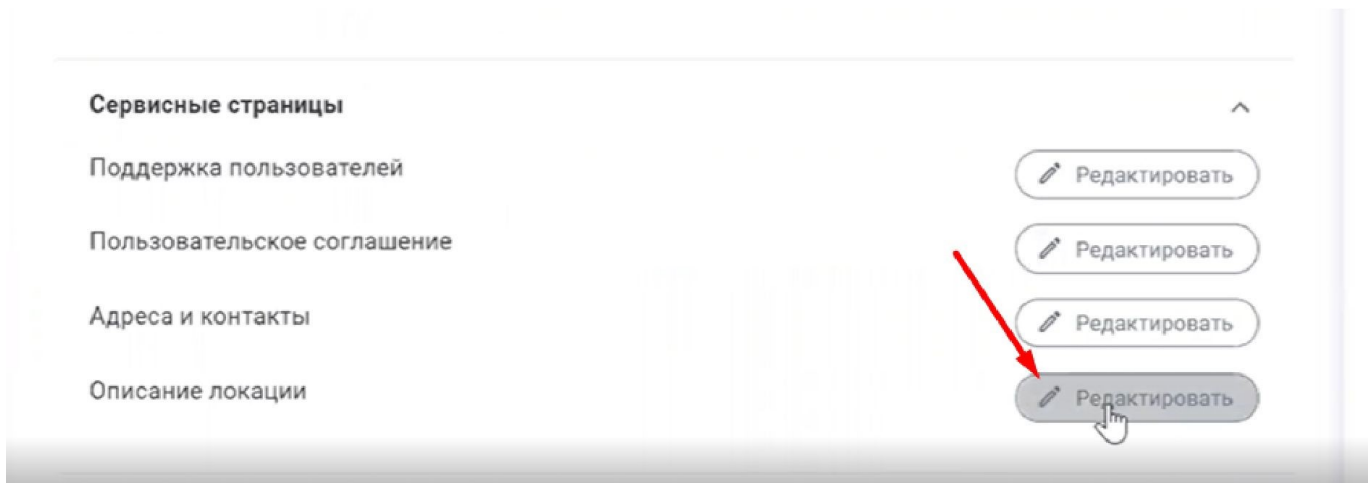 Сервисные страницы
Поддержка пользователей
Редактировать
Пользовательское соглашение
Редактировать
Адреса и контакты
Редактировать
Описание локации
Редактировать